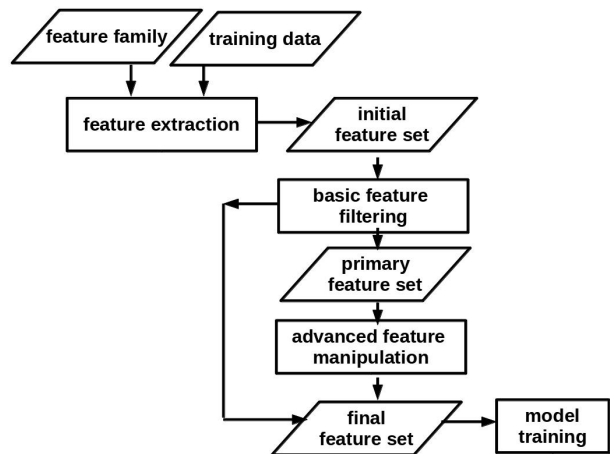 feature family
training data
feature extraction
initial
feature set
basic feature
filtering
primary
feature set
advanced feature
manipulation
final
feature set
model
training